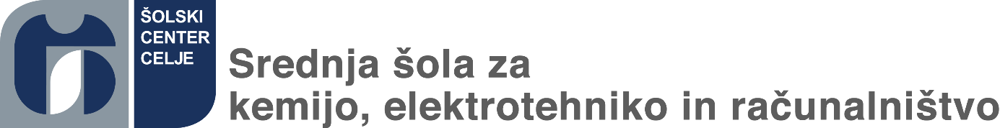 ŠOLSKI
CENTER
CELJE
Srednja šola za
kemijo, elektrotehniko in računalništvo